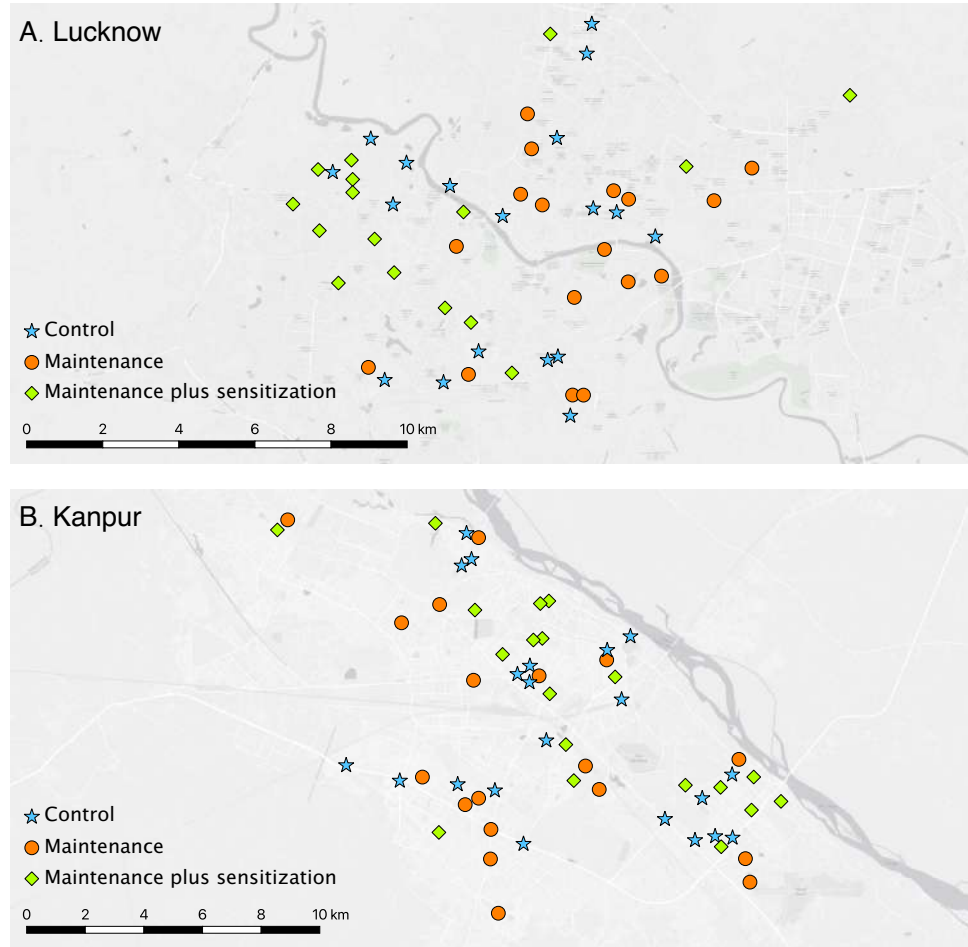 A. Lucknow
Control
Maintenance
Maintenance plus sensitization
0 2 4 6 8 10 km
B. Kanpur
Control
Maintenance
Maintenance plus sensitization
0 2 4 6 8 10 km